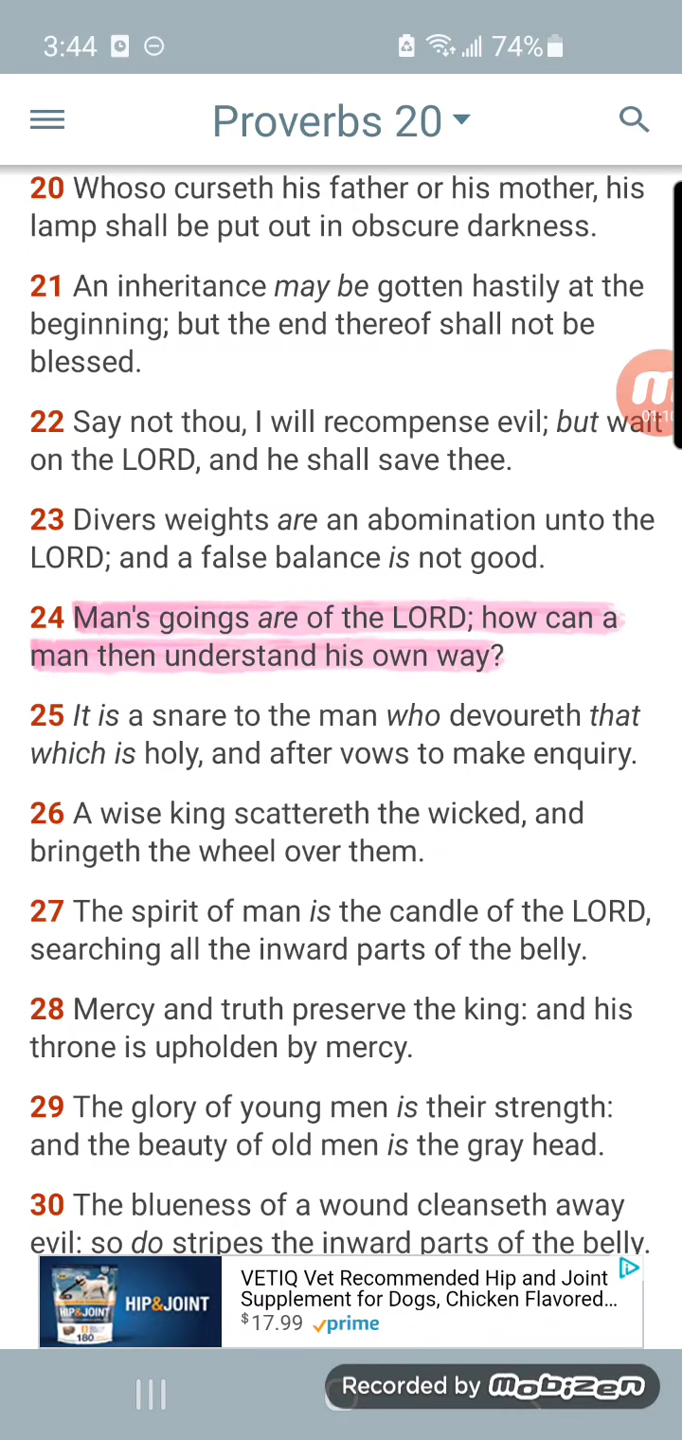 3:44 74%
Proverbs 20
20 Whoso curseth his father or his mother, his
lamp shall be put out in obscure darkness.
21 An inheritance may be gotten hastily at the
beginning; but the end thereof shall not be
blessed.
22 Say not thou, I will recompense evil; but wait
on the LORD, and he shall save thee.
23 Divers weights are an abomination unto the
LORD; and a false balance is not good.
24 Man's goings are of the LORD; how can a
man then understand his own way?
25 It is a snare to the man who devoureth that
which is holy, and after vows to make enquiry.
26 A wise king scattereth the wicked, and
bringeth the wheel over them.
27 The spirit of man is the candle of the LORD,
searching all the inward parts of the belly.
28 Mercy and truth preserve the king: and his
throne is upholden by mercy.
29 The glory of young men is their strength:
and the beauty of old men is the gray head.
30 The blueness of a wound cleanseth away
evil: so do stripes the inward parts of the belly.
HIP&JOINT
180
HIP&JOINT
VETIQ Vet Recommended Hip and Joint
Supplement for Dogs, Chicken Flavored...
$17.99 prime
Recorded by mobizen